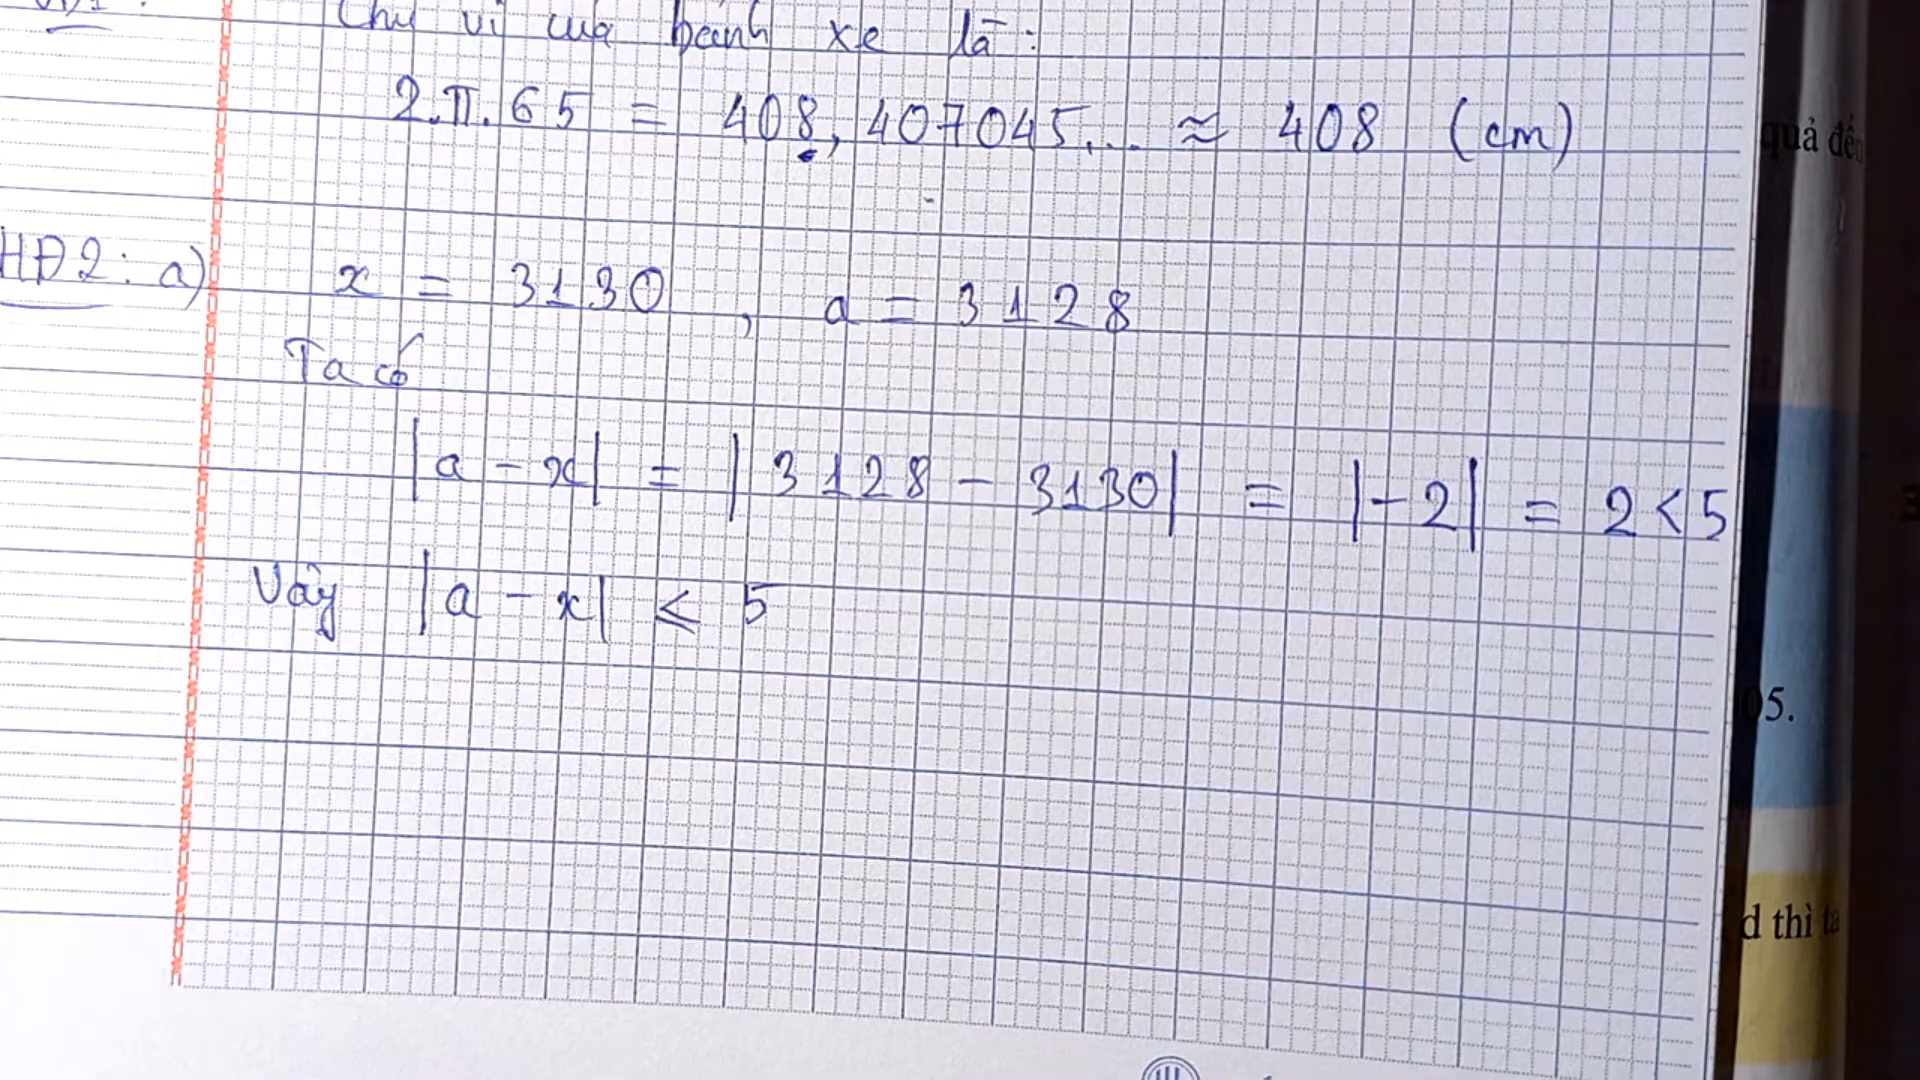 Chu vi của bánh xe là:
2.π.65 = 408,407045... ≈ 408 (cm)
HĐ2: a) x = 3130, a = 3128
Ta có
|a - x| = |3128 - 3130| = |-2| = 2 < 5
Vậy |a - x| ⩽ 5
quả đến
05.
d thì ta